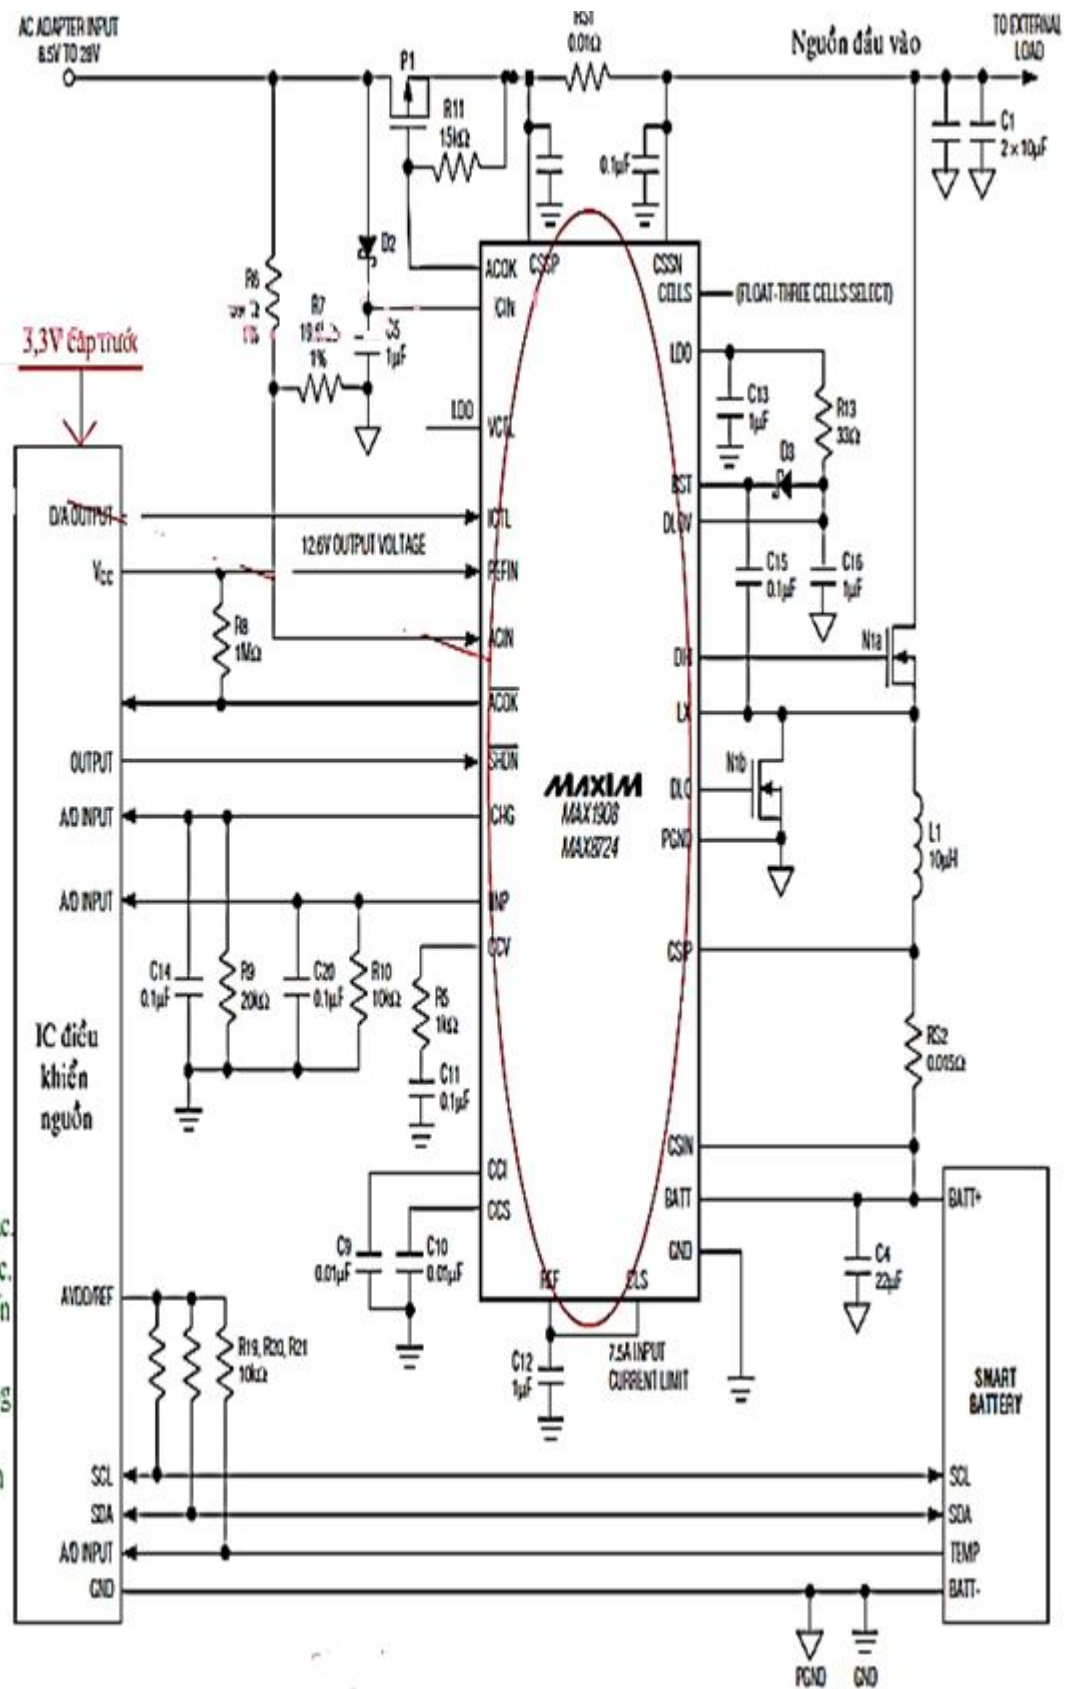 AC ADAPTER INPUT
8.5V TO 28V
RS1
0.01Ω
Nguồn đầu vào
TO EXTERNAL
LOAD
P1
R11
15kΩ
0.1µF
C1
2 × 10µF
D2
R6
1%
R7
1%
C5
1µF
3,3V Cấp trước
ACOK
CSSP
CSSN
CELLS
(FLOAT-THREE CELLS SELECT)
DCIN
LDO
C13
1µF
R13
33Ω
LDO
VCTL
D3
BST
DLOV
C15
0.1µF
C16
1µF
D/A OUTPUT
ICTL
12.6V OUTPUT VOLTAGE
VCC
REFIN
R8
1MΩ
ACIN
DHI
N1a
ACOK
LX
OUTPUT
SHDN
MAXIM
MAX1908
MAX8724
N1b
DLO
A/D INPUT
ICHG
PGND
L1
10µH
A/D INPUT
IINP
CCV
CSIP
C14
0.1µF
R9
20kΩ
C20
0.1µF
R10
10kΩ
R5
1kΩ
C11
0.1µF
RS2
0.015Ω
IC điều
khiển
nguồn
CSIN
CCI
BATT
BATT+
CCS
C9
0.01µF
C10
0.01µF
GND
C4
22µF
AVDD/REF
REF
CLS
R19, R20, R21
10kΩ
C12
1µF
7.5A INPUT
CURRENT LIMIT
SMART
BATTERY
SCL
SCL
SDA
SDA
A/D INPUT
TEMP
GND
BATT-
PGND
GND